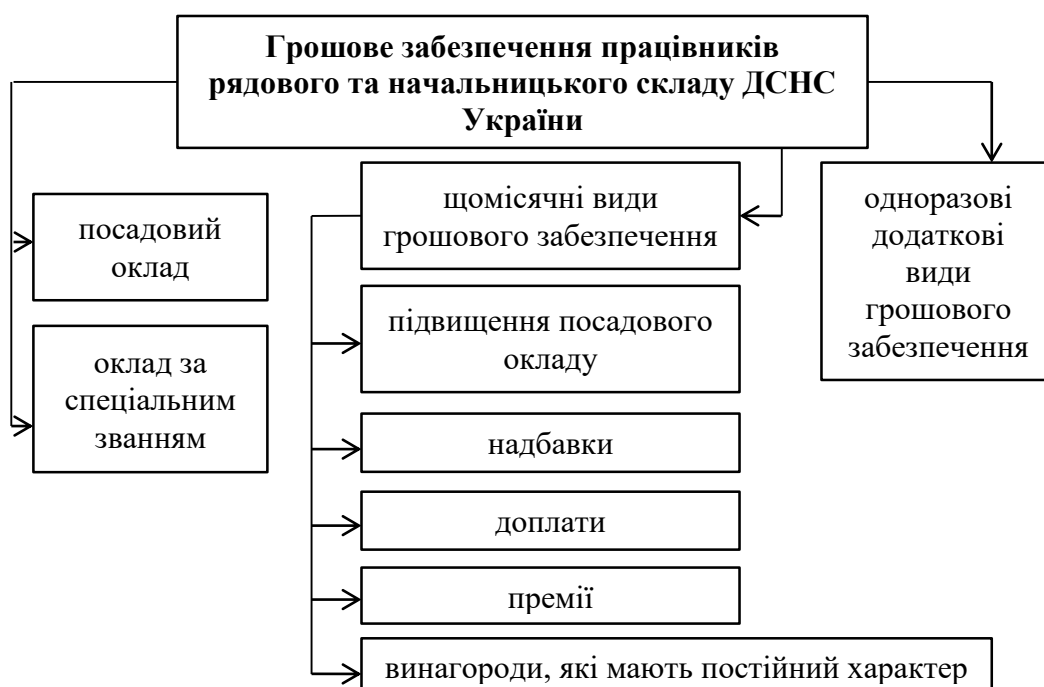 Грошове забезпечення працівників
рядового та начальницького складу ДСНС
України
посадовий
оклад
оклад за
спеціальним
званням
щомісячні види
грошового забезпечення
підвищення посадового
окладу
надбавки
доплати
премії
винагороди, які мають постійний характер
одноразові
додаткові
види
грошового
забезпечення